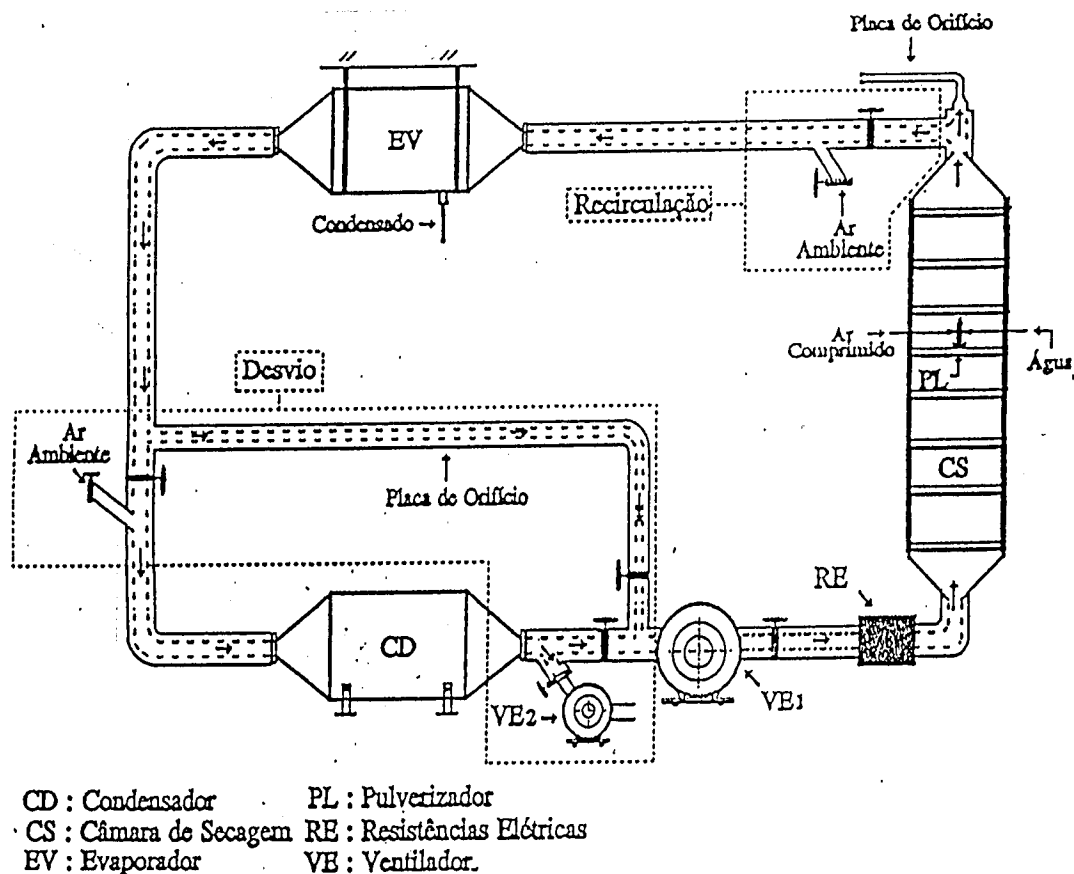 Placa de Orifício
EV
Condensado
Recirculação
Ar
Ambiente
Ar
Comprimido
Água
PL
Desvio
Ar
Ambiente
Placa de Orifício
CS
RE
CD
VE2
VE1
CD : Condensador
PL : Pulverizador
CS : Câmara de Secagem
RE : Resistências Elétricas
EV : Evaporador
VE : Ventilador.